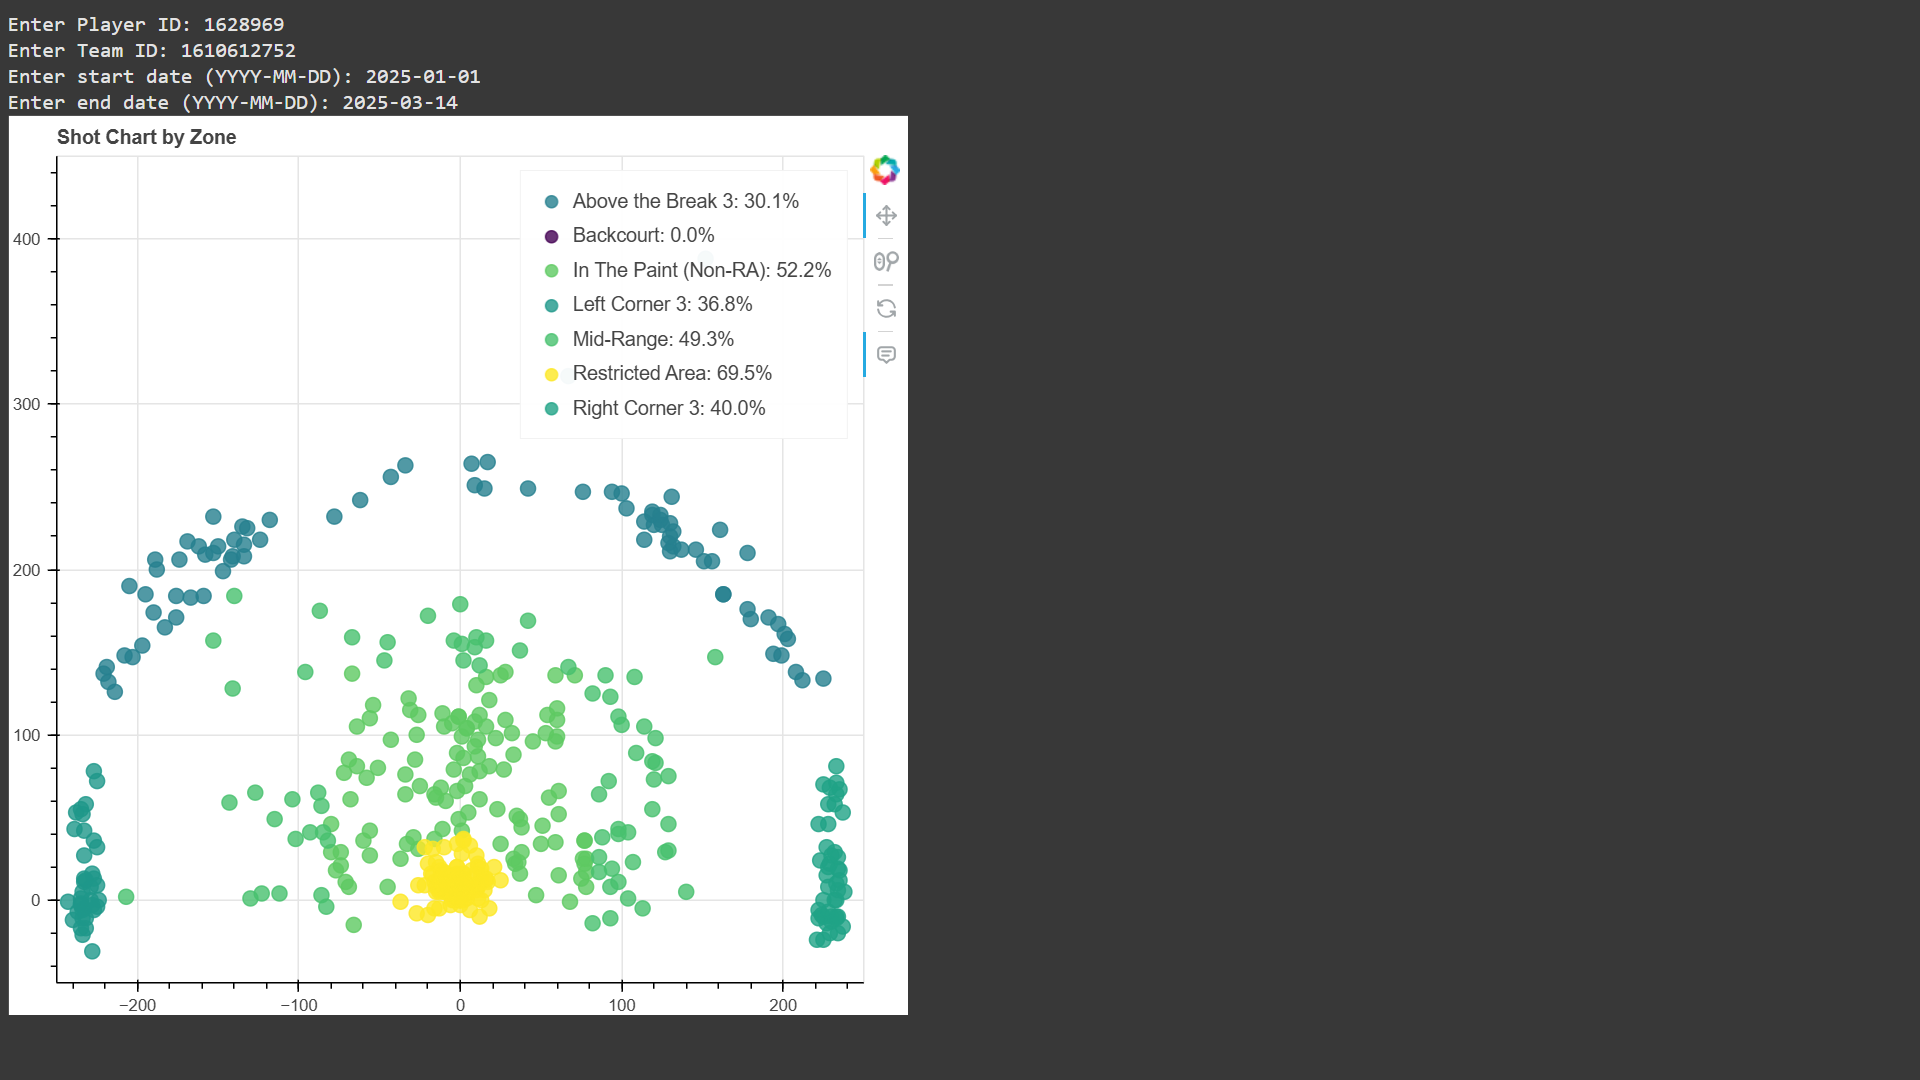 Enter Player ID: 1628969
Enter Team ID: 1610612752
Enter start date (YYYY-MM-DD): 2025-01-01
Enter end date (YYYY-MM-DD): 2025-03-14
Shot Chart by Zone
Above the Break 3: 30.1%
Backcourt: 0.0%
In The Paint (Non-RA): 52.2%
Left Corner 3: 36.8%
Mid-Range: 49.3%
Restricted Area: 69.5%
Right Corner 3: 40.0%
400
300
200
100
0
−200 −100 0 100 200